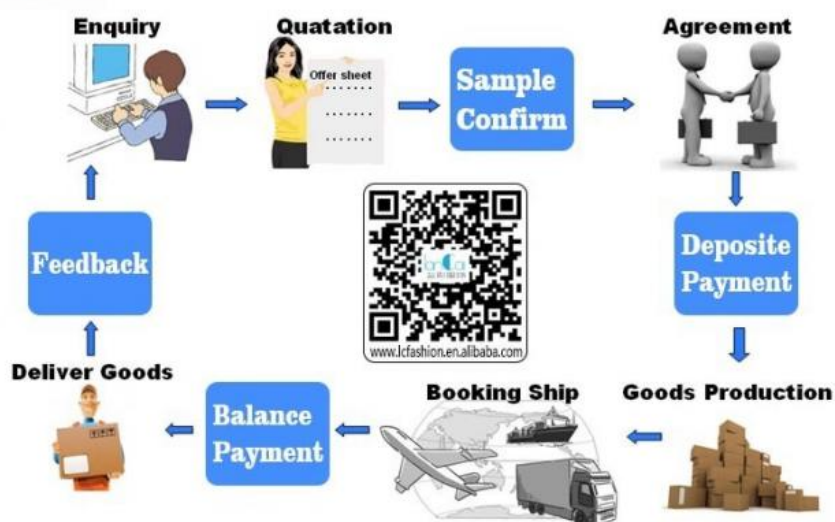 Enquiry
Quatation
Agreement
Offer sheet
Sample
Confirm
Feedback
Deposite
Payment
www.lcfashion.en.alibaba.com
Deliver Goods
Balance
Payment
Booking Ship
Goods Production